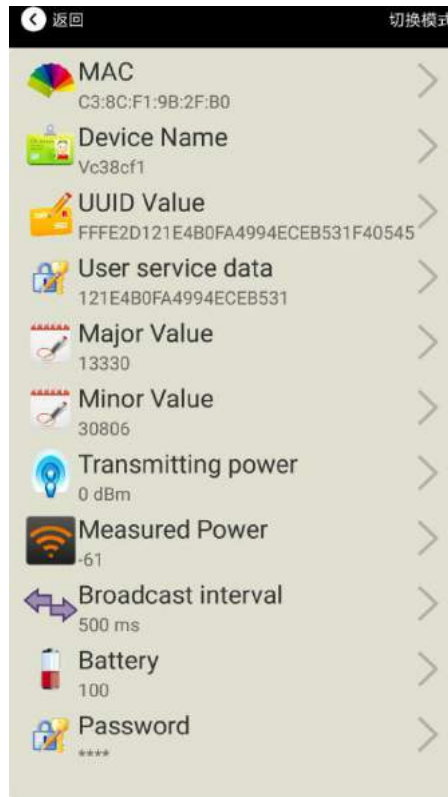 返回 切换模式
MAC
C3:8C:F1:9B:2F:B0
Device Name
Vc38cf1
UUID Value
FFFE2D121E4B0FA4994ECEB531F40545
User service data
121E4B0FA4994ECEB531
Major Value
13330
Minor Value
30806
Transmitting power
0 dBm
Measured Power
-61
Broadcast interval
500 ms
Battery
100
Password
****